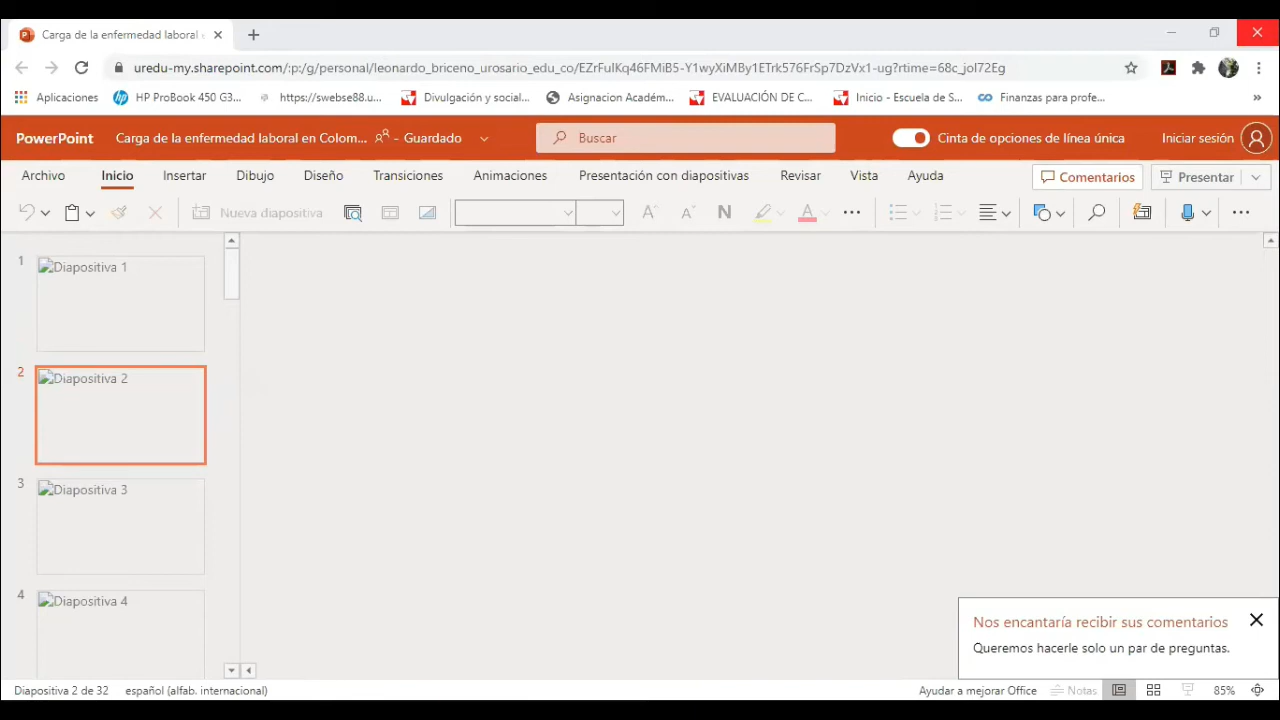 Carga de la enfermedad laboral e
uredu-my.sharepoint.com/:p:/g/personal/leonardo_briceno_urosario_edu_co/EZrFulKq46FMiB5-Y1wyXiMBy1ETrk576FrSp7DzVx1-ug?rtime=68c_jol72Eg
Aplicaciones HP ProBook 450 G3... https://swebse88.u... Divulgación y social... Asignacion Académ... EVALUACIÓN DE C... Inicio - Escuela de S... Finanzas para profe... »
PowerPoint Carga de la enfermedad laboral en Colom... - Guardado Buscar Cinta de opciones de línea única Iniciar sesión
Archivo Inicio Insertar Dibujo Diseño Transiciones Animaciones Presentación con diapositivas Revisar Vista Ayuda Comentarios Presentar
Nueva diapositiva A A N A
1 Diapositiva 1
2 Diapositiva 2
3 Diapositiva 3
4 Diapositiva 4
Nos encantaría recibir sus comentarios
Queremos hacerle solo un par de preguntas.
Diapositiva 2 de 32 español (alfab. internacional) Ayudar a mejorar Office Notas 85%